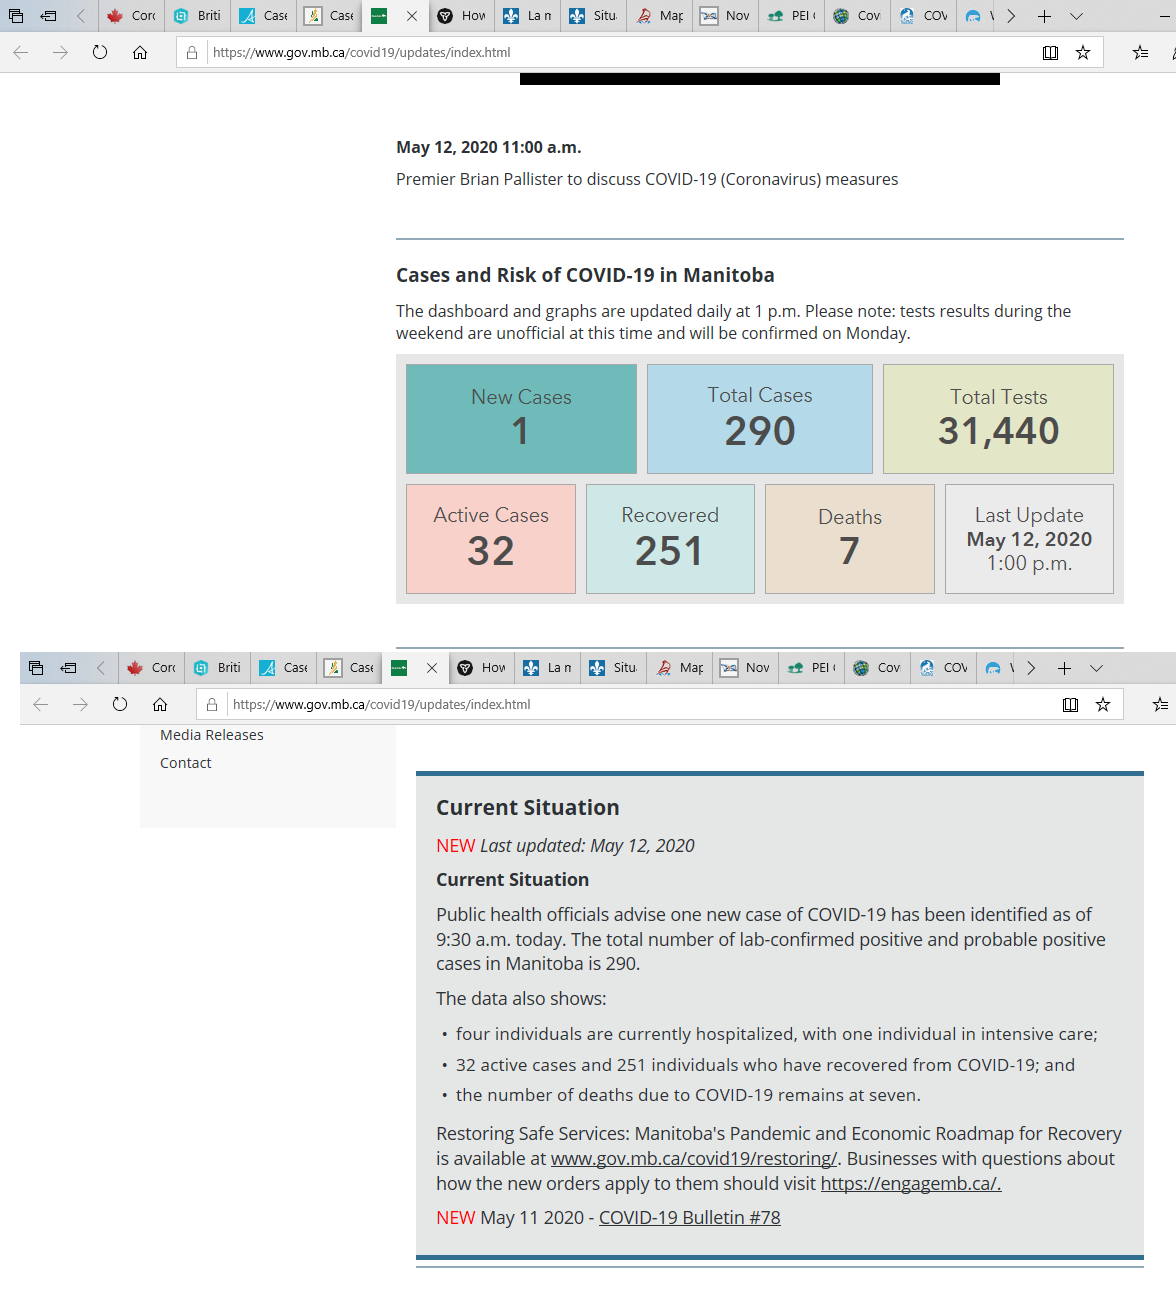 Corc
Briti
Case
Case
How
La n
Situ
Map
Nov
PEI
Cov
COV
https://www.gov.mb.ca/covid19/updates/index.html
May 12, 2020 11:00 a.m.
Premier Brian Pallister to discuss COVID-19 (Coronavirus) measures
Cases and Risk of COVID-19 in Manitoba
The dashboard and graphs are updated daily at 1 p.m. Please note: tests results during the
weekend are unofficial at this time and will be confirmed on Monday.
New Cases
1
Total Cases
290
Total Tests
31,440
Active Cases
32
Recovered
251
Deaths
7
Last Update
May 12, 2020
1:00 p.m.
Corc
Briti
Case
Case
How
La n
Situ
Map
Nov
PEI
Cov
COV
https://www.gov.mb.ca/covid19/updates/index.html
Media Releases
Contact
Current Situation
NEW Last updated: May 12, 2020
Current Situation
Public health officials advise one new case of COVID-19 has been identified as of
9:30 a.m. today. The total number of lab-confirmed positive and probable positive
cases in Manitoba is 290.
The data also shows:
• four individuals are currently hospitalized, with one individual in intensive care;
• 32 active cases and 251 individuals who have recovered from COVID-19; and
• the number of deaths due to COVID-19 remains at seven.
Restoring Safe Services: Manitoba's Pandemic and Economic Roadmap for Recovery
is available at www.gov.mb.ca/covid19/restoring/. Businesses with questions about
how the new orders apply to them should visit https://engagemb.ca/.
NEW May 11 2020 - COVID-19 Bulletin #78